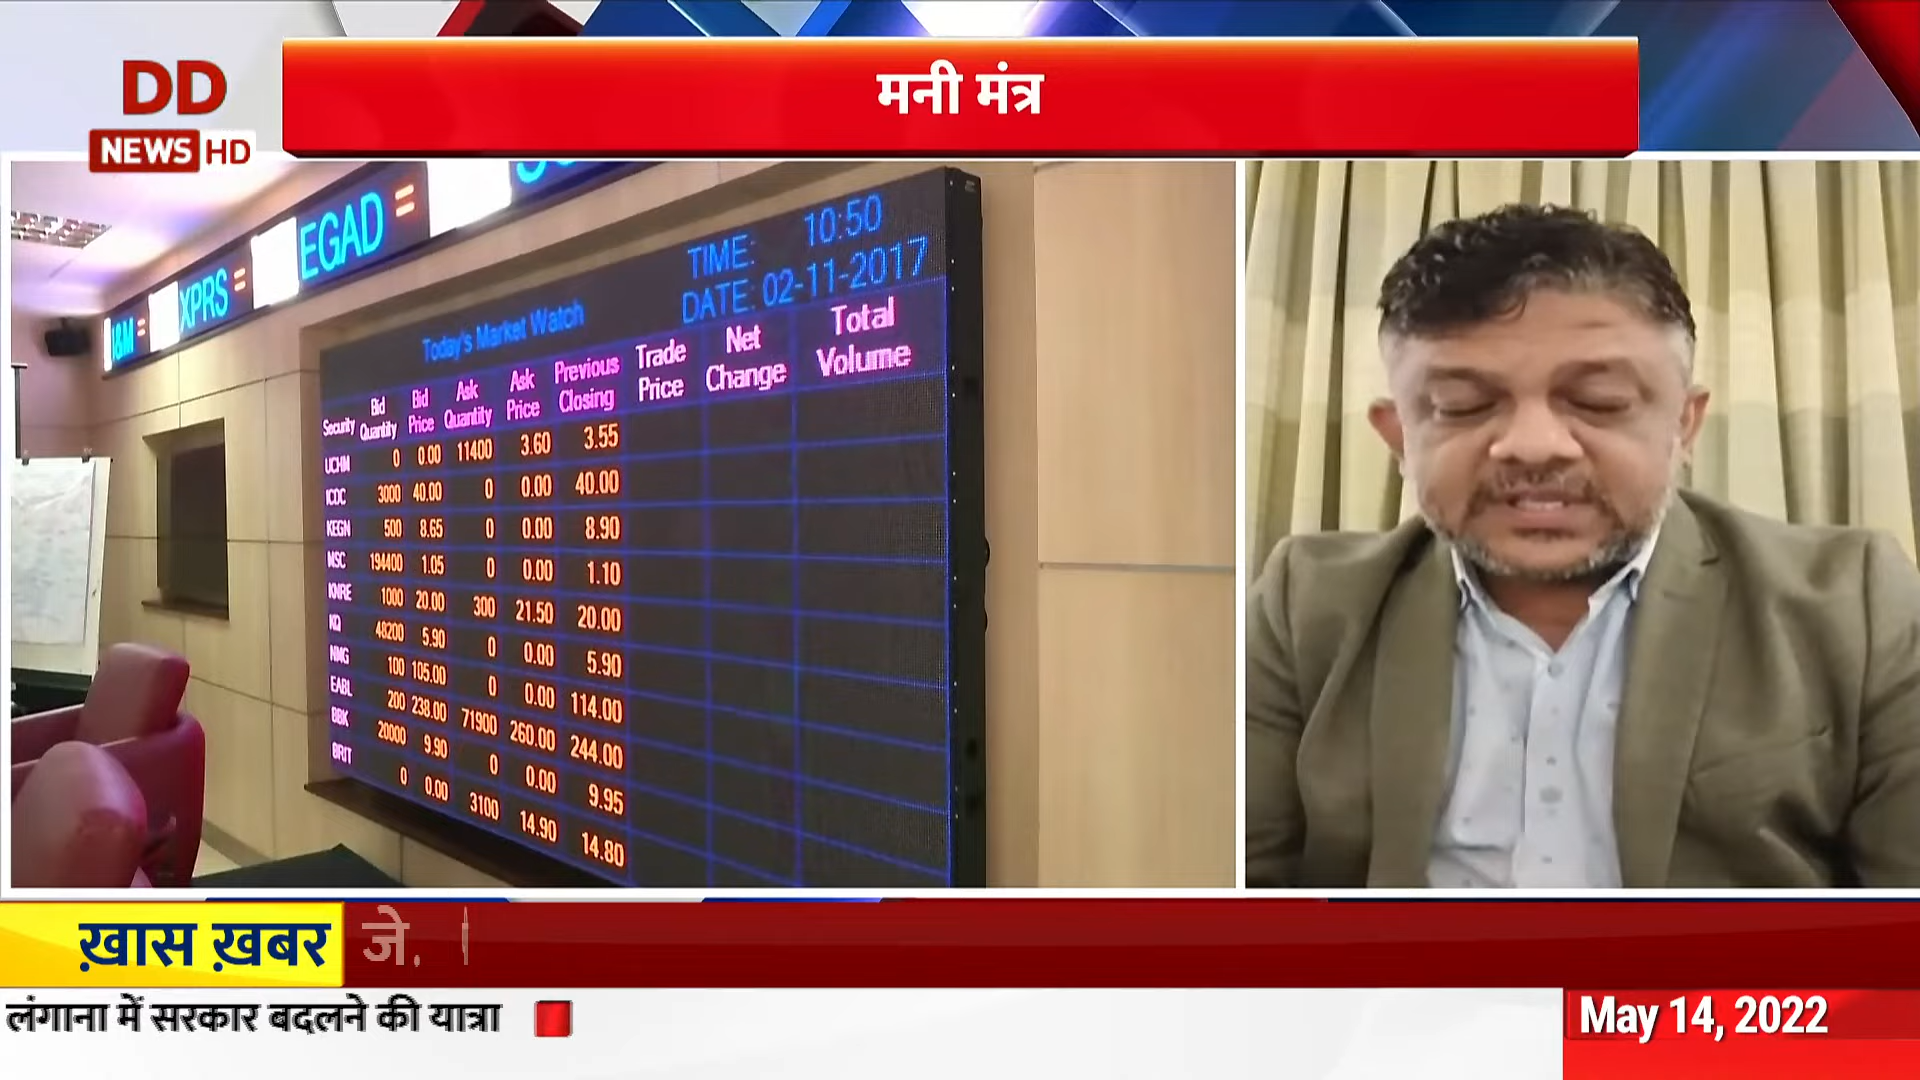 DD
NEWS HD
मनी मंत्र
I&M =
XPRS =
EGAD =
TIME: 10:50
DATE: 02-11-2017
Today's Market Watch
Security Bid Quantity Bid Price Ask Quantity Ask Price Previous Closing Trade Price Net Change Total Volume
UCHM 0 0.00 11400 3.60 3.55
ICDC 3000 40.00 0 0.00 40.00
KEGN 500 8.65 0 0.00 8.90
MSC 194400 1.05 0 0.00 1.10
KNRE 1000 20.00 300 21.50 20.00
KQ 48200 5.90 0 0.00 5.90
NMG 100 105.00 0 0.00 114.00
EABL 200 238.00 71900 260.00 244.00
BBK 20000 9.90 0 0.00 9.95
BRIT 0 0.00 3100 14.90 14.80
ख़ास ख़बर जे.
लंगाना में सरकार बदलने की यात्रा
May 14, 2022